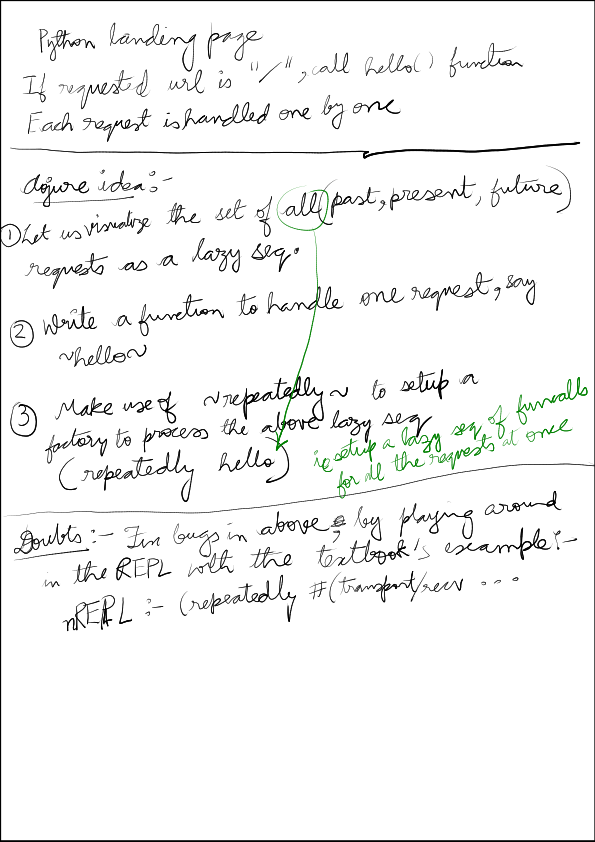 Python landing page
If requested url is "/", call hello() function
Each request is handled one by one
Clojure idea:-
① Let us visualize the set of all (past, present, future)
requests as a lazy seq.
② Write a function to handle one request, say
~hello~
③ Make use of ~repeatedly~ to setup a
factory to process the above lazy seq
(repeatedly hello)
ie setup a lazy seq of funcalls
for all the requests at once
Doubts:- Fix bugs in above, by playing around
in the REPL with the textbook's example:-
nREPL :- (repeatedly #(transport/recv ...